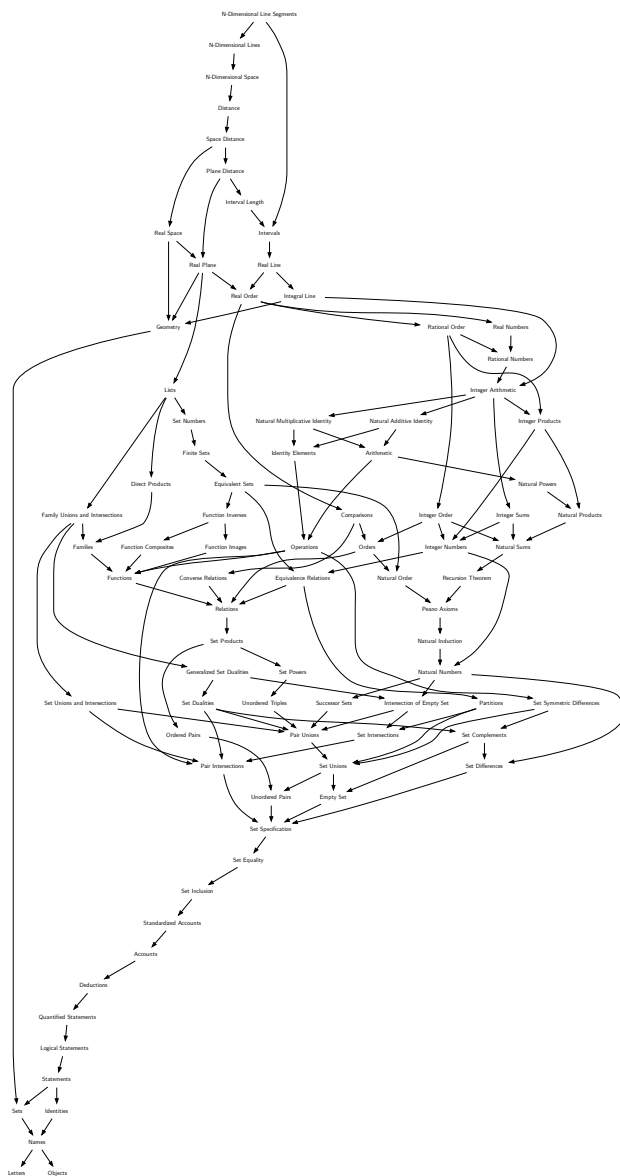 N-Dimensional Line Segments
N-Dimensional Lines
N-Dimensional Space
Distance
Space Distance
Plane Distance
Interval Length
Real Space
Intervals
Real Plane
Real Line
Real Order
Integral Line
Geometry
Rational Order
Real Numbers
Rational Numbers
Lists
Integer Arithmetic
Set Numbers
Natural Multiplicative Identity
Natural Additive Identity
Integer Products
Finite Sets
Identity Elements
Arithmetic
Direct Products
Equivalent Sets
Natural Powers
Family Unions and Intersections
Function Inverses
Comparisons
Integer Order
Integer Sums
Natural Products
Families
Function Composites
Function Images
Operations
Orders
Integer Numbers
Natural Sums
Functions
Converse Relations
Equivalence Relations
Natural Order
Recursion Theorem
Relations
Peano Axioms
Set Products
Natural Induction
Generalized Set Dualities
Set Powers
Natural Numbers
Set Unions and Intersections
Set Dualities
Unordered Triples
Successor Sets
Intersection of Empty Set
Partitions
Set Symmetric Differences
Ordered Pairs
Pair Unions
Set Intersections
Set Complements
Pair Intersections
Set Unions
Set Differences
Unordered Pairs
Empty Set
Set Specification
Set Equality
Set Inclusion
Standardized Accounts
Accounts
Deductions
Quantified Statements
Logical Statements
Statements
Sets
Identities
Names
Letters
Objects